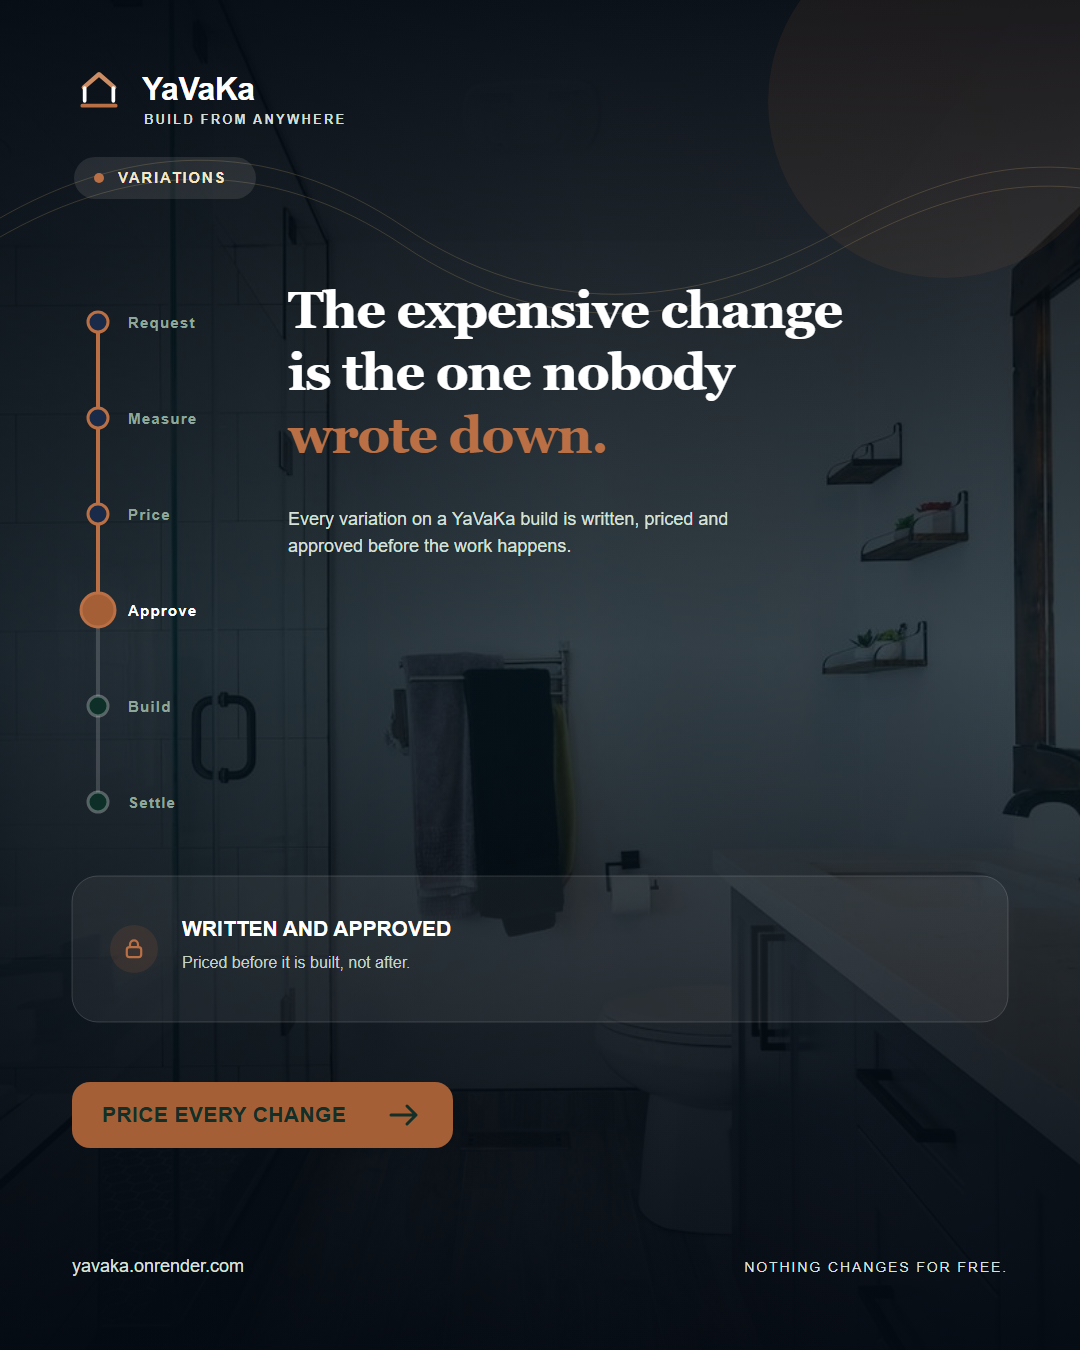 YaVaKa
BUILD FROM ANYWHERE
VARIATIONS
The expensive change
is the one nobody
wrote down.
Every variation on a YaVaKa build is written, priced and
approved before the work happens.
Request
Measure
Price
Approve
Build
Settle
WRITTEN AND APPROVED
Priced before it is built, not after.
PRICE EVERY CHANGE
yavaka.onrender.com
NOTHING CHANGES FOR FREE.